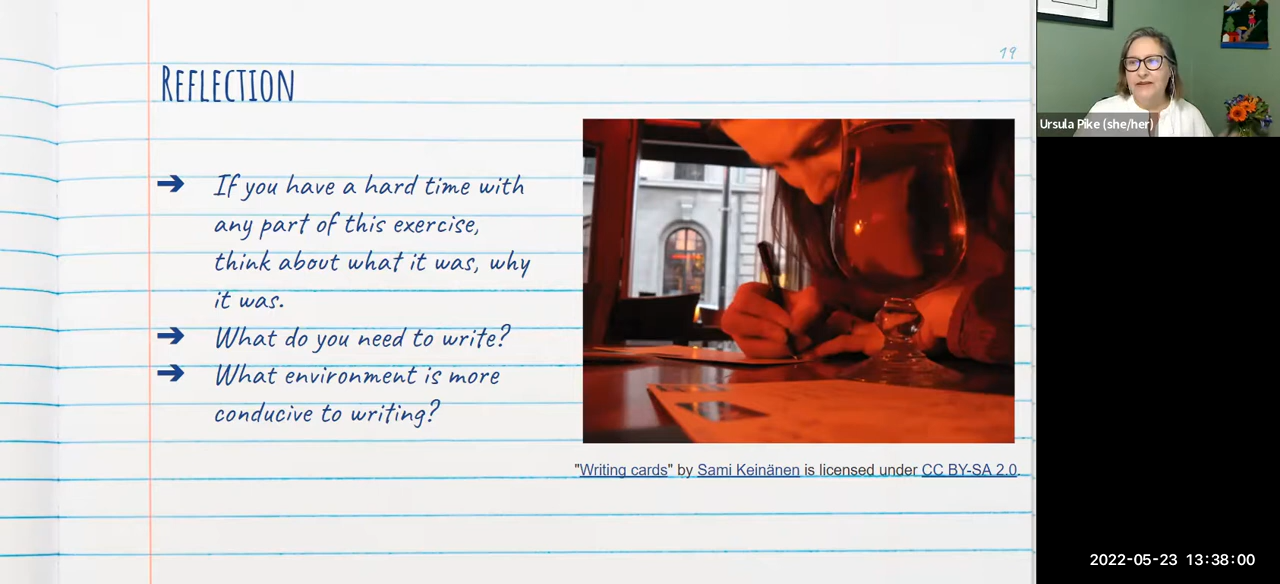 19
Reflection
➔ If you have a hard time with
any part of this exercise,
think about what it was, why
it was.
➔ What do you need to write?
➔ What environment is more
conducive to writing?
"Writing cards" by Sami Keinänen is licensed under CC BY-SA 2.0.
Ursula Pike (she/her)
2022-05-23 13:38:00